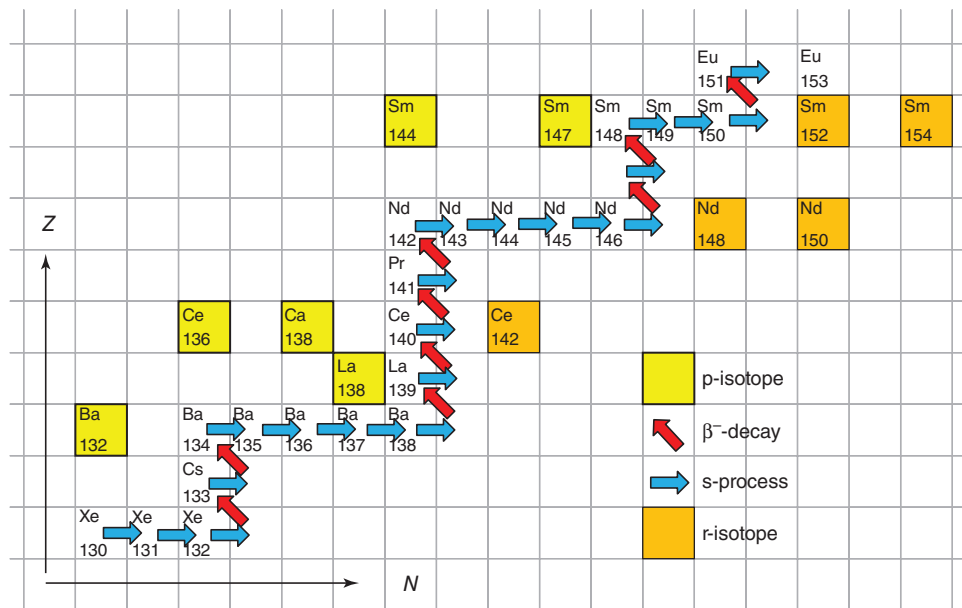 Eu Eu
151 153
Sm Sm Sm Sm Sm Sm Sm
144 147 148 149 150 152 154
Z
Nd Nd Nd Nd Nd Nd Nd
142 143 144 145 146 148 150
Pr
141
Ce Ca Ce Ce
136 138 140 142
La La
138 139
p-isotope
Ba Ba Ba Ba Ba Ba
132 134 135 136 137 138
β⁻-decay
Cs
133
s-process
Xe Xe Xe
130 131 132
r-isotope
N